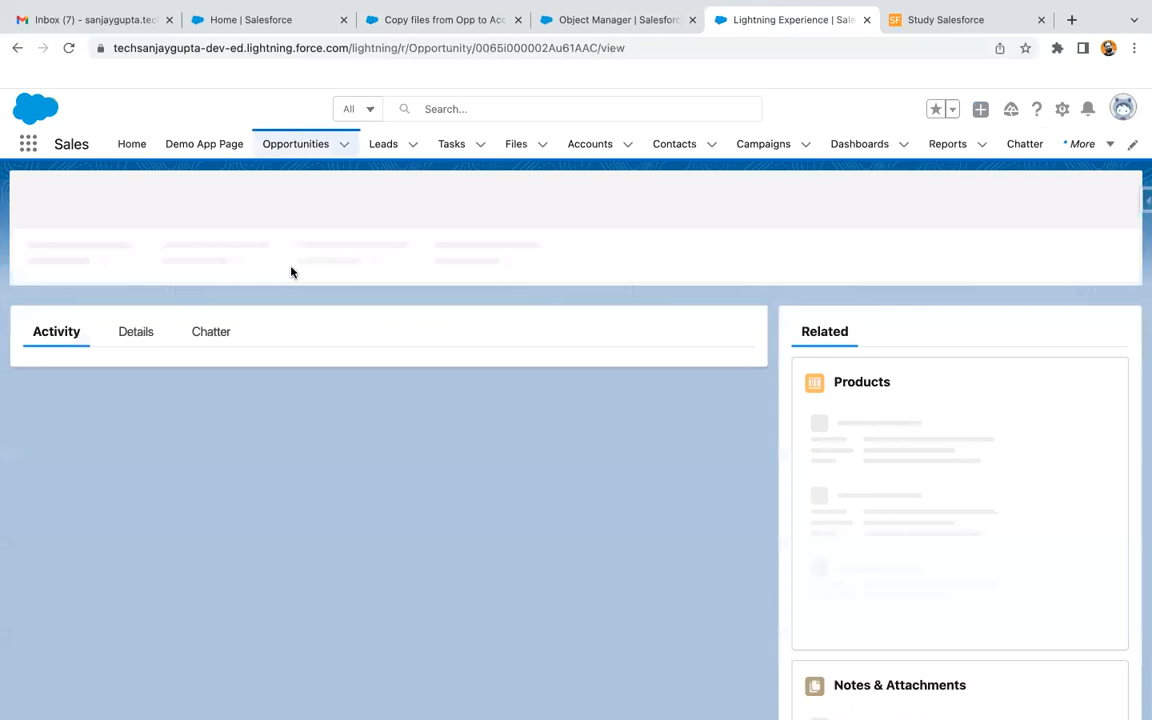 Inbox (7) - sanjaygupta.tec
Home | Salesforce
Copy files from Opp to Acc
Object Manager | Salesforc
Lightning Experience | Sale
Study Salesforce
techsanjaygupta-dev-ed.lightning.force.com/lightning/r/Opportunity/0065i000002Au61AAC/view
All
Search...
Sales
Home
Demo App Page
Opportunities
Leads
Tasks
Files
Accounts
Contacts
Campaigns
Dashboards
Reports
Chatter
* More
Activity
Details
Chatter
Related
Products
Notes & Attachments